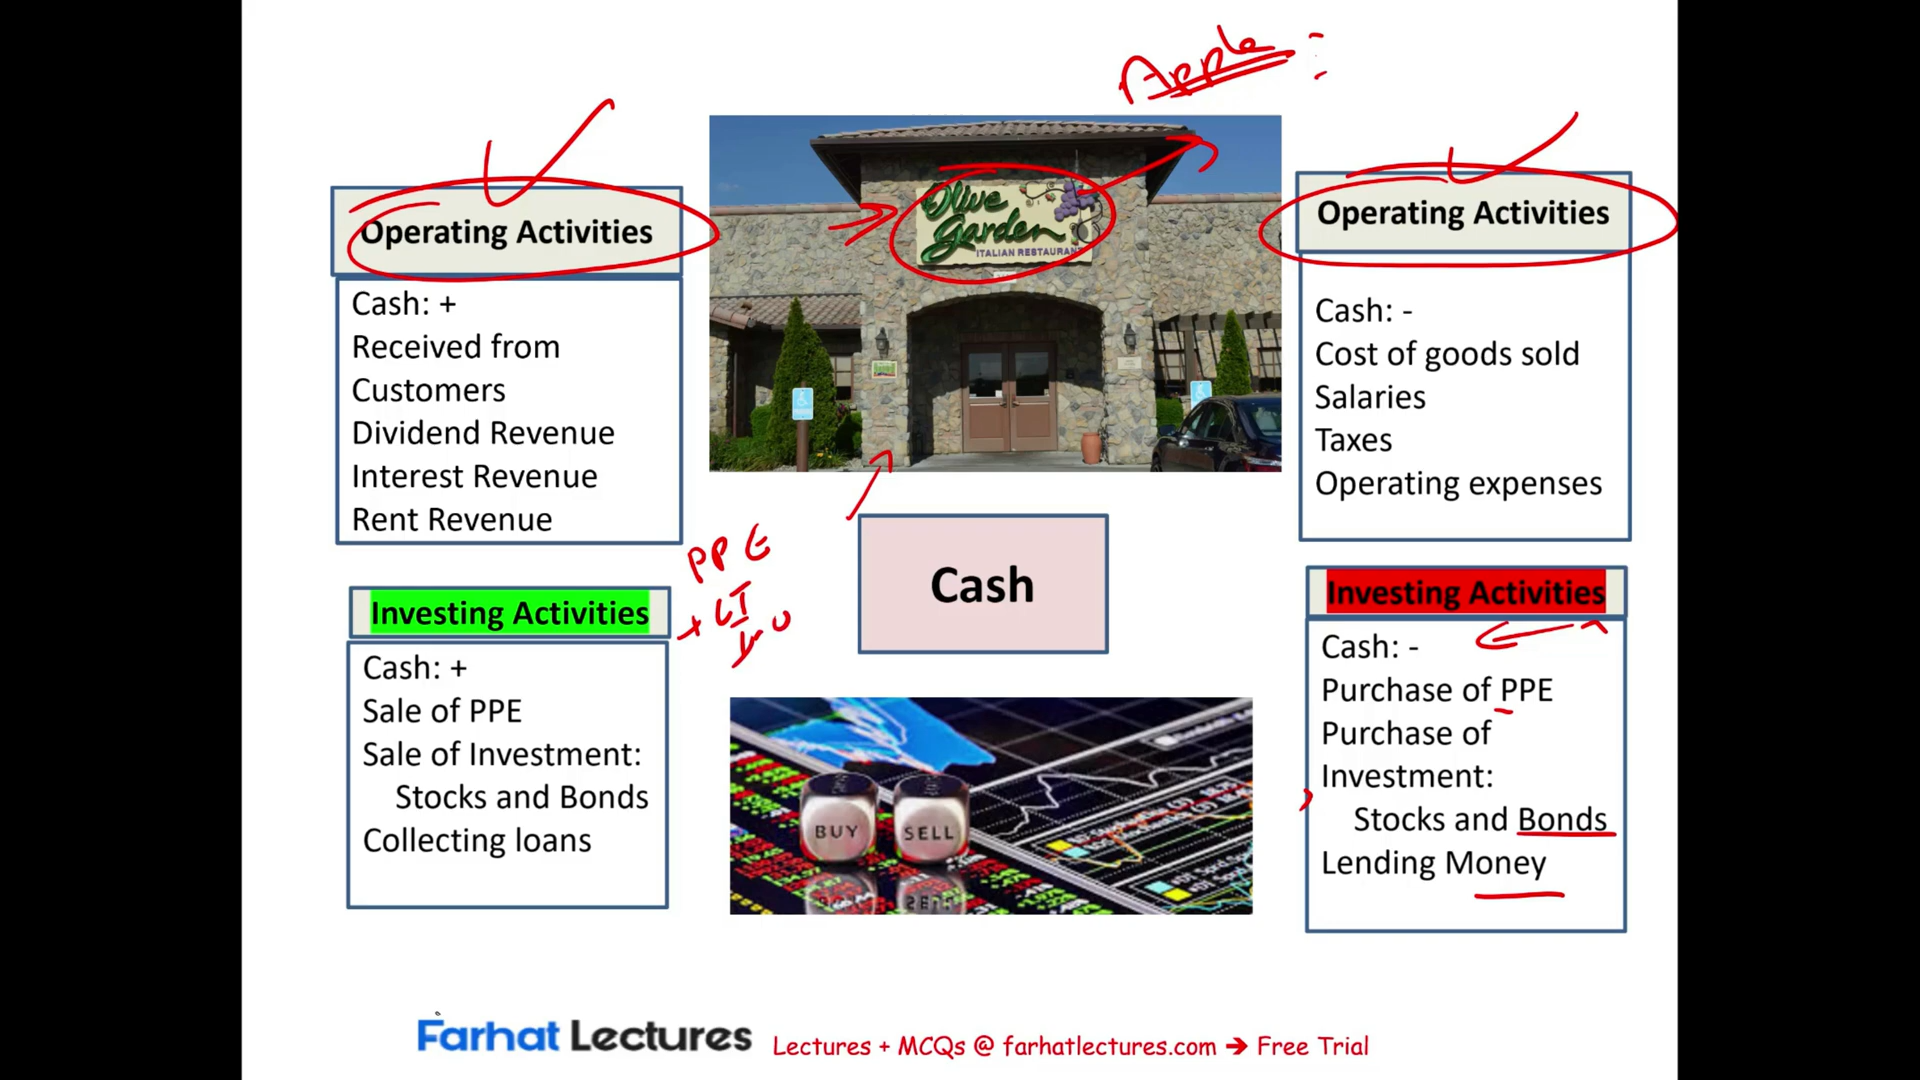 Apple
Operating Activities
Cash: +
Received from
Customers
Dividend Revenue
Interest Revenue
Rent Revenue
Olive
Garden
ITALIAN RESTAURANT
Operating Activities
Cash: -
Cost of goods sold
Salaries
Taxes
Operating expenses
PPE
+ LT
Inv
Cash
Investing Activities
Cash: +
Sale of PPE
Sale of Investment:
Stocks and Bonds
Collecting loans
BUY
SELL
Investing Activities
Cash: -
Purchase of PPE
Purchase of
Investment:
Stocks and Bonds
Lending Money
Farhat Lectures
Lectures + MCQs @ farhatlectures.com → Free Trial